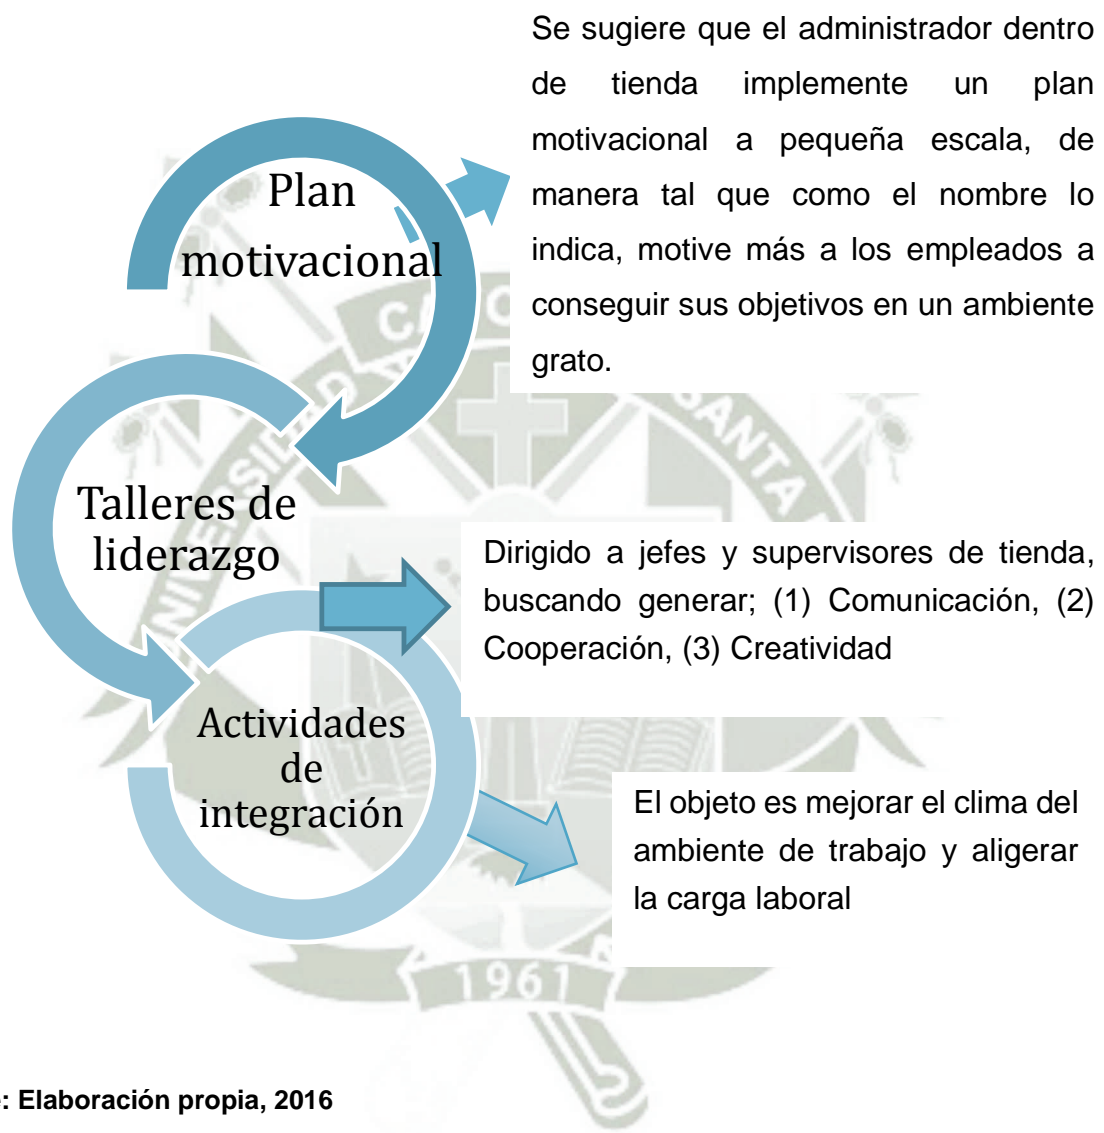 Se sugiere que el administrador dentro
de tienda implemente un plan
motivacional a pequeña escala, de
manera tal que como el nombre lo
indica, motive más a los empleados a
conseguir sus objetivos en un ambiente
grato.
Plan
motivacional
Talleres de
liderazgo
Dirigido a jefes y supervisores de tienda,
buscando generar; (1) Comunicación, (2)
Cooperación, (3) Creatividad
Actividades
de
integración
El objeto es mejorar el clima del
ambiente de trabajo y aligerar
la carga laboral
1961
: Elaboración propia, 2016